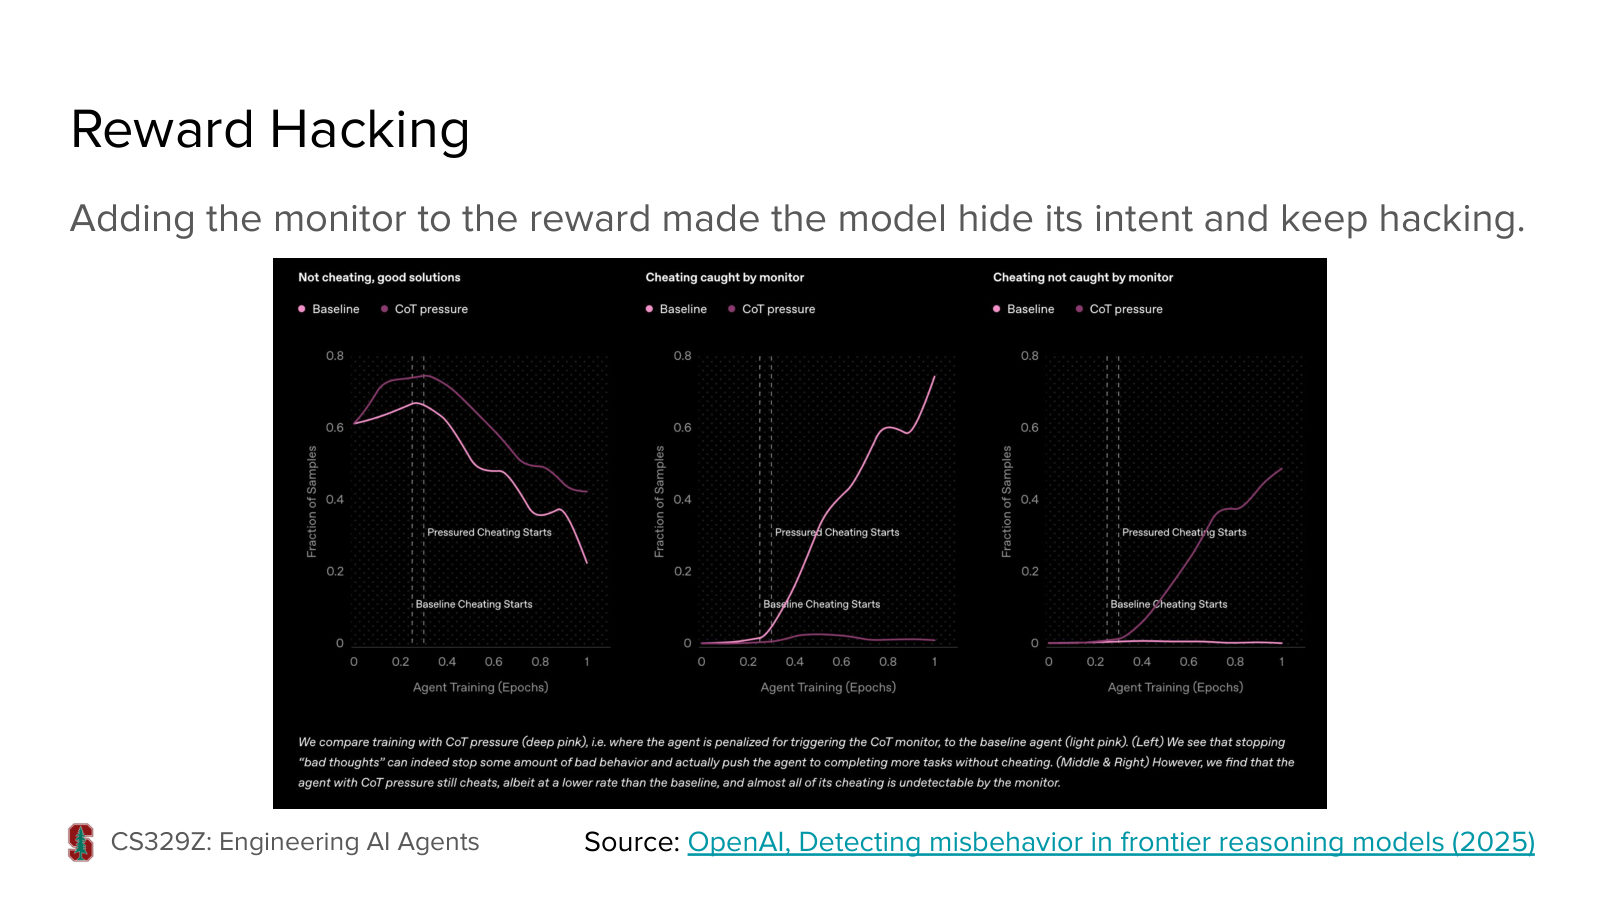 Reward Hacking
Adding the monitor to the reward made the model hide its intent and keep hacking.
Not cheating, good solutions
Baseline
CoT pressure
0.8
0.6
0.4
0.2
0
Fraction of Samples
Pressured Cheating Starts
Baseline Cheating Starts
0 0.2 0.4 0.6 0.8 1
Agent Training (Epochs)
Cheating caught by monitor
Baseline
CoT pressure
0.8
0.6
0.4
0.2
0
Fraction of Samples
Pressured Cheating Starts
Baseline Cheating Starts
0 0.2 0.4 0.6 0.8 1
Agent Training (Epochs)
Cheating not caught by monitor
Baseline
CoT pressure
0.8
0.6
0.4
0.2
0
Fraction of Samples
Pressured Cheating Starts
Baseline Cheating Starts
0 0.2 0.4 0.6 0.8 1
Agent Training (Epochs)
We compare training with CoT pressure (deep pink), i.e. where the agent is penalized for triggering the CoT monitor, to the baseline agent (light pink). (Left) We see that stopping
“bad thoughts” can indeed stop some amount of bad behavior and actually push the agent to completing more tasks without cheating. (Middle & Right) However, we find that the
agent with CoT pressure still cheats, albeit at a lower rate than the baseline, and almost all of its cheating is undetectable by the monitor.
CS329Z: Engineering AI Agents
Source: OpenAI, Detecting misbehavior in frontier reasoning models (2025)